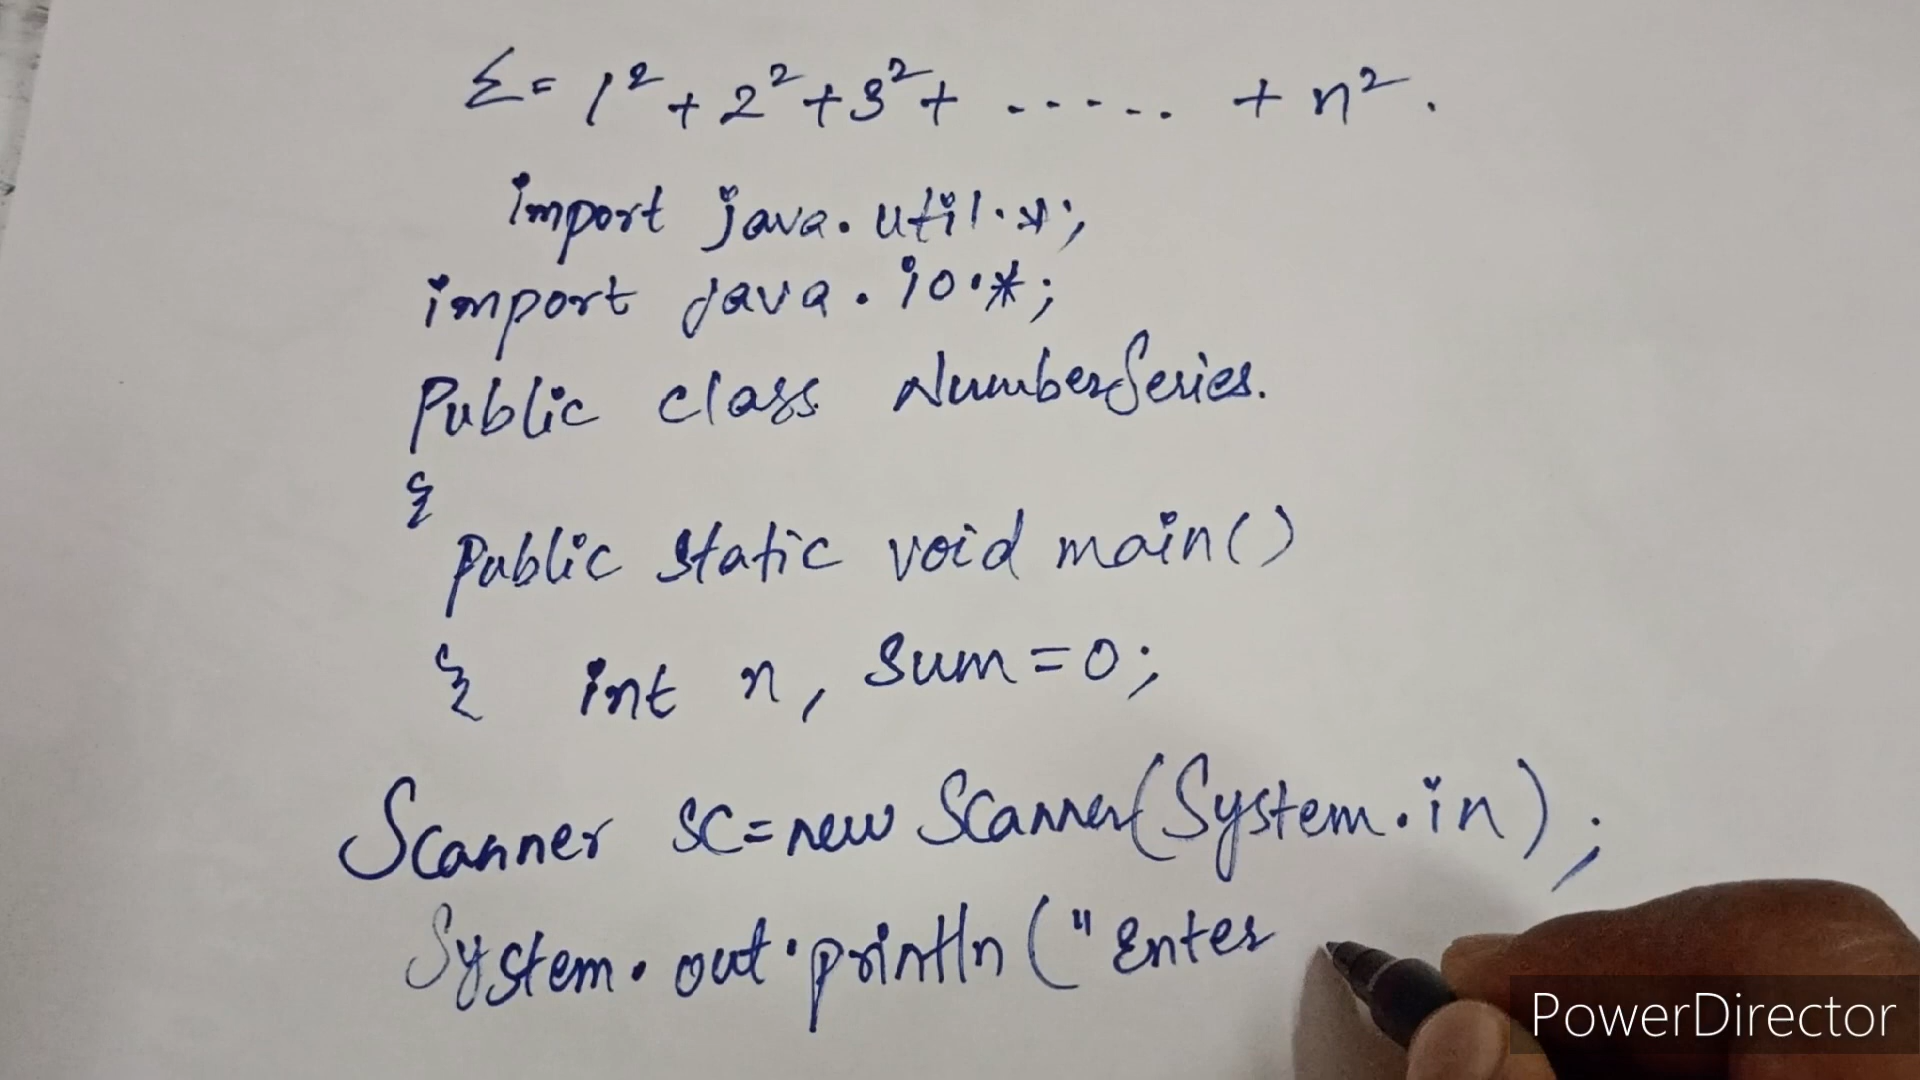 Σ = 1² + 2² + 3² + ...... + n².
import java.util.*;
import java.io.*;
Public class NumberSeries.
{
public static void main()
{ int n, sum=0;
Scanner sc=new Scanner(System.in);
System.out.println("Enter
PowerDirector